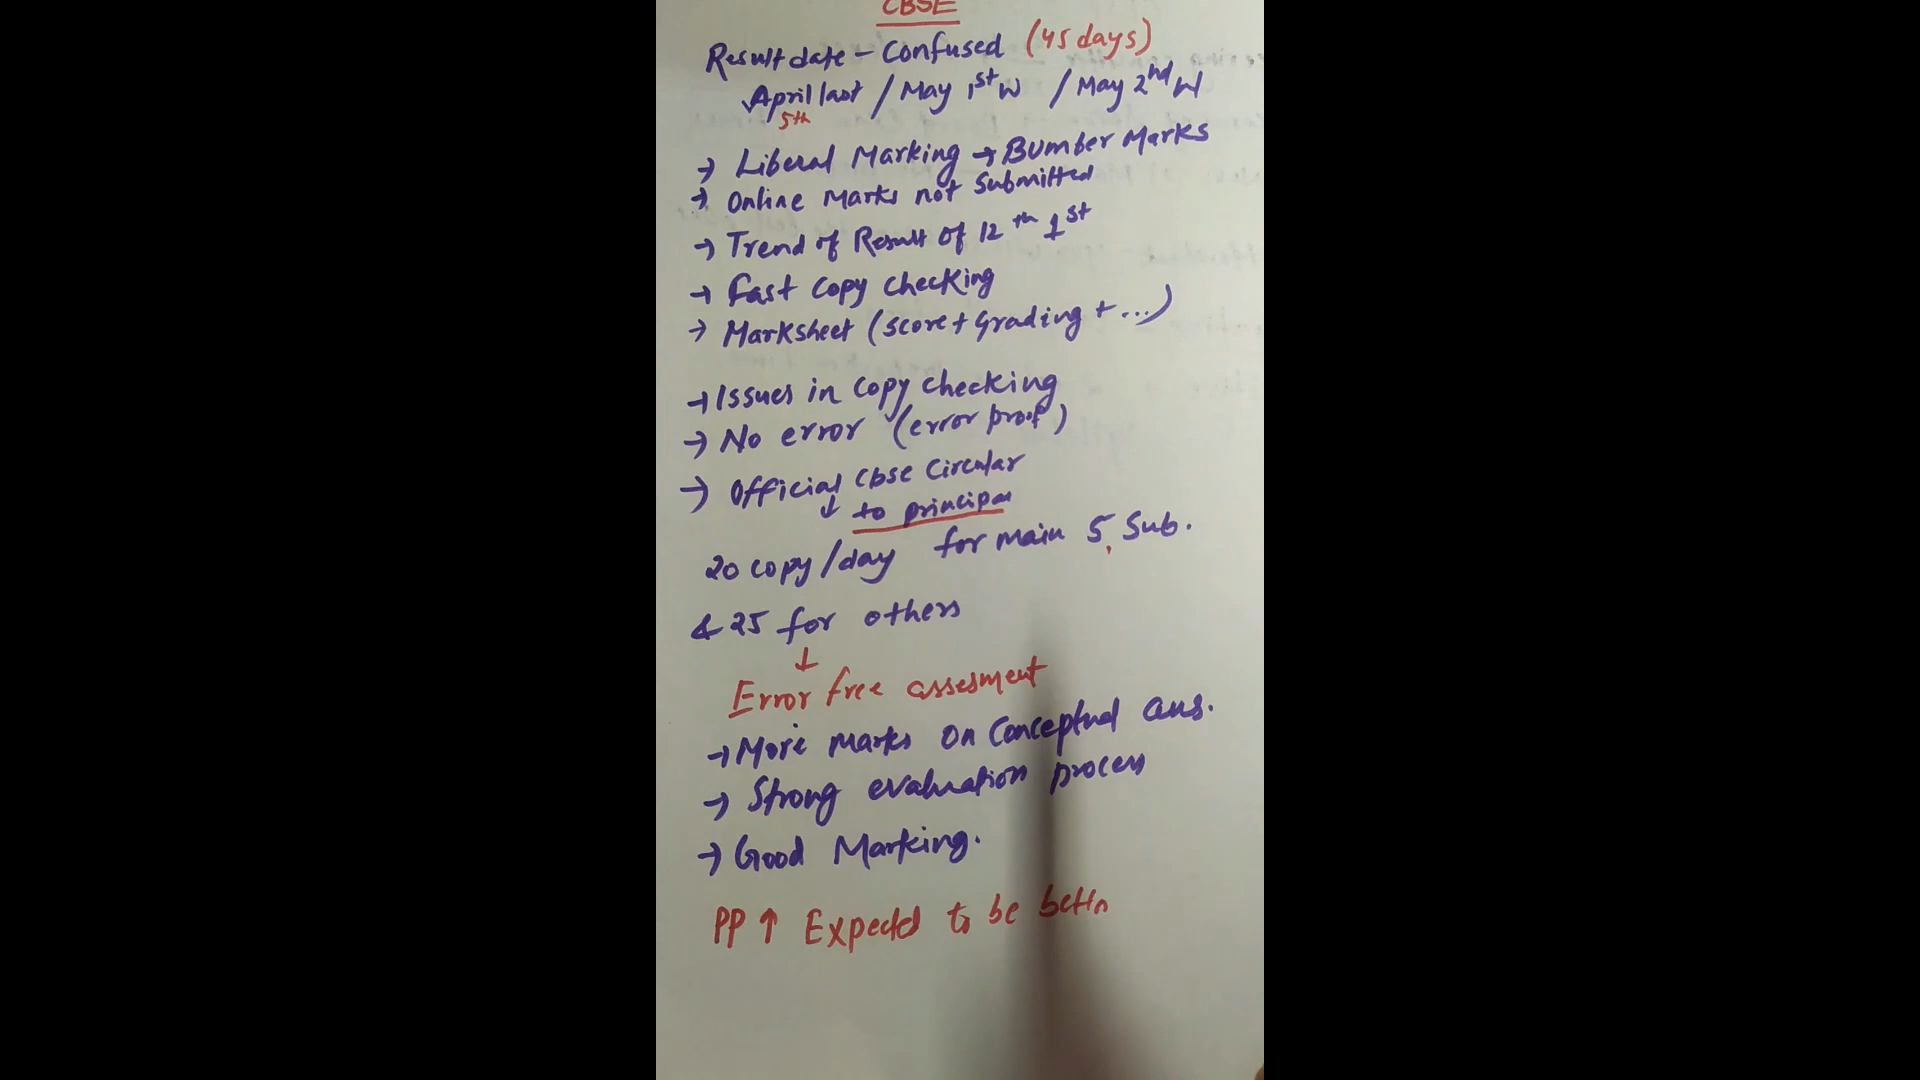 CBSE
Result date - Confused (45 days)
April last / May 1st W / May 2nd W
5th
→ Liberal Marking → Bumber Marks
→ Online Marks not Submitted
→ Trend of Result of 12th 1st
→ Fast Copy Checking
→ Marksheet (Score + Grading + ...)
→ Issues in Copy Checking
→ No error (error proof)
→ Official CBSE Circular
↓ to principal
20 copy/day for main 5 Sub.
& 25 for others
↓
Error free assesment
→ More marks on Conceptual ans.
→ Strong evaluation process
→ Good Marking.
PP ↑ Expected to be better